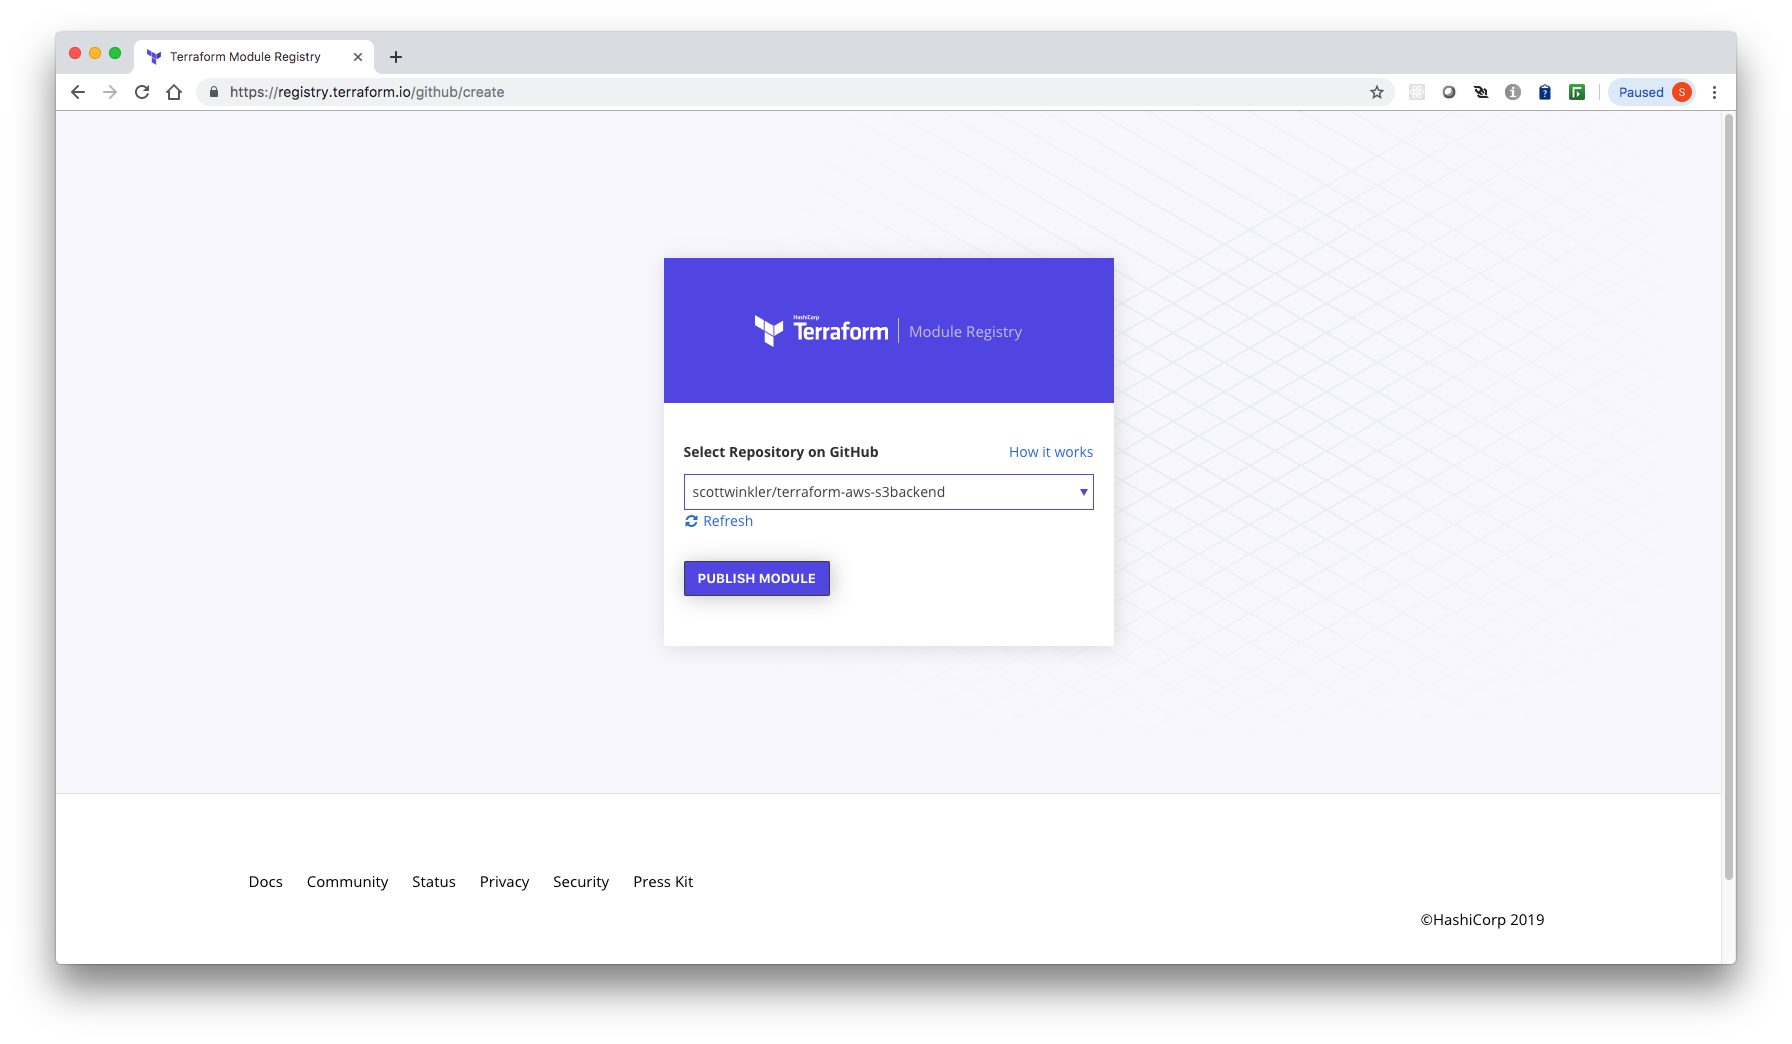 Terraform Module Registry
https://registry.terraform.io/github/create
Paused S
HashiCorp
Terraform | Module Registry
Select Repository on GitHub How it works
scottwinkler/terraform-aws-s3backend
Refresh
PUBLISH MODULE
Docs Community Status Privacy Security Press Kit
©HashiCorp 2019